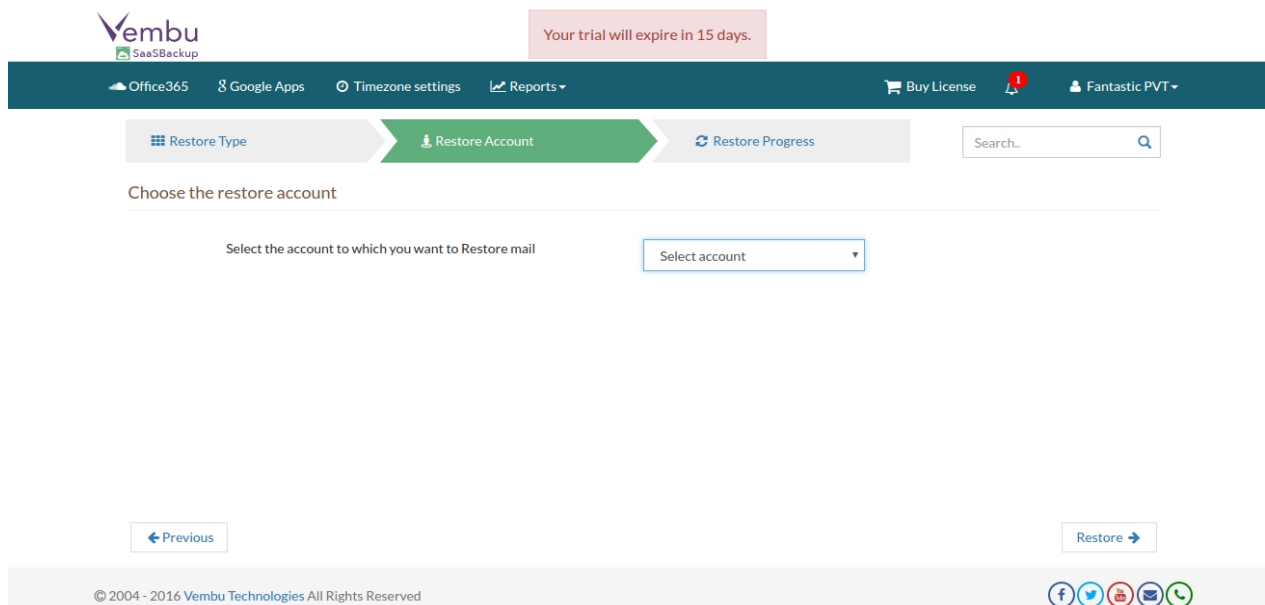 Vembu
SaaSBackup
Your trial will expire in 15 days.
Office365 Google Apps Timezone settings Reports Buy License 1 Fantastic PVT
Restore Type Restore Account Restore Progress Search..
Choose the restore account
Select the account to which you want to Restore mail Select account
Previous Restore
© 2004 - 2016 Vembu Technologies All Rights Reserved